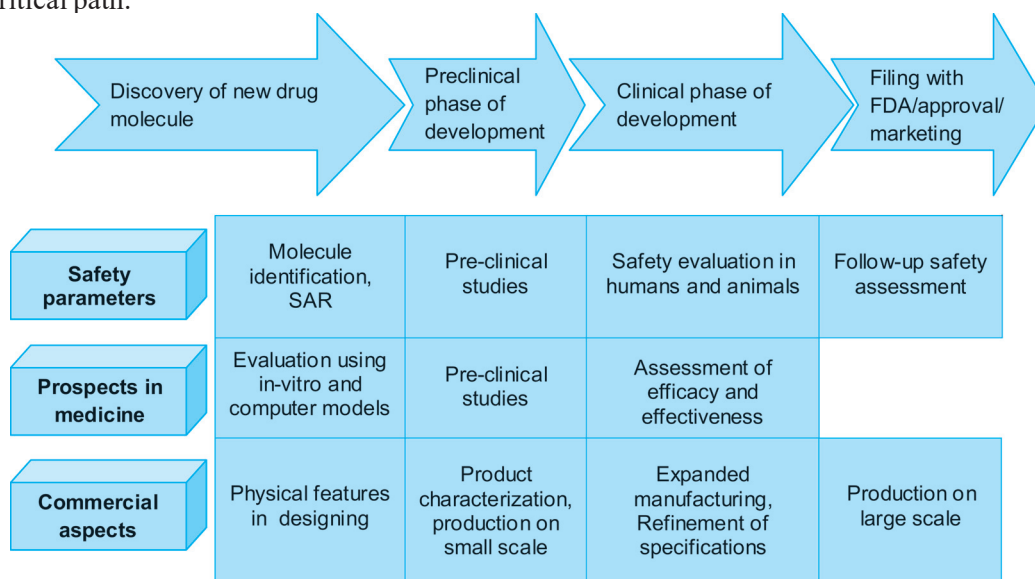 ritical path.
Discovery of new drug
molecule
Preclinical
phase of
development
Clinical phase of
development
Filing with
FDA/approval/
marketing
Safety
parameters
Molecule
identification,
SAR
Pre-clinical
studies
Safety evaluation in
humans and animals
Follow-up safety
assessment
Prospects in
medicine
Evaluation using
in-vitro and
computer models
Pre-clinical
studies
Assessment of
efficacy and
effectiveness
Commercial
aspects
Physical features
in designing
Product
characterization,
production on
small scale
Expanded
manufacturing,
Refinement of
specifications
Production on
large scale